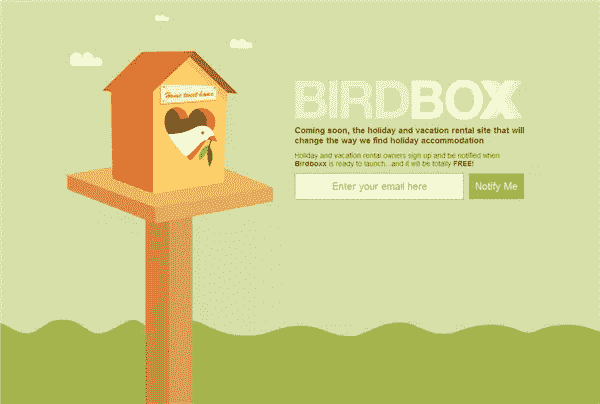 Home tweet home
BIRDBOXX
Coming soon, the holiday and vacation rental site that will
change the way we find holiday accommodation
Holiday and vacation rental owners sign up and be notified when
Birdboxx is ready to launch...and it will be totally FREE!
Enter your email here
Notify Me